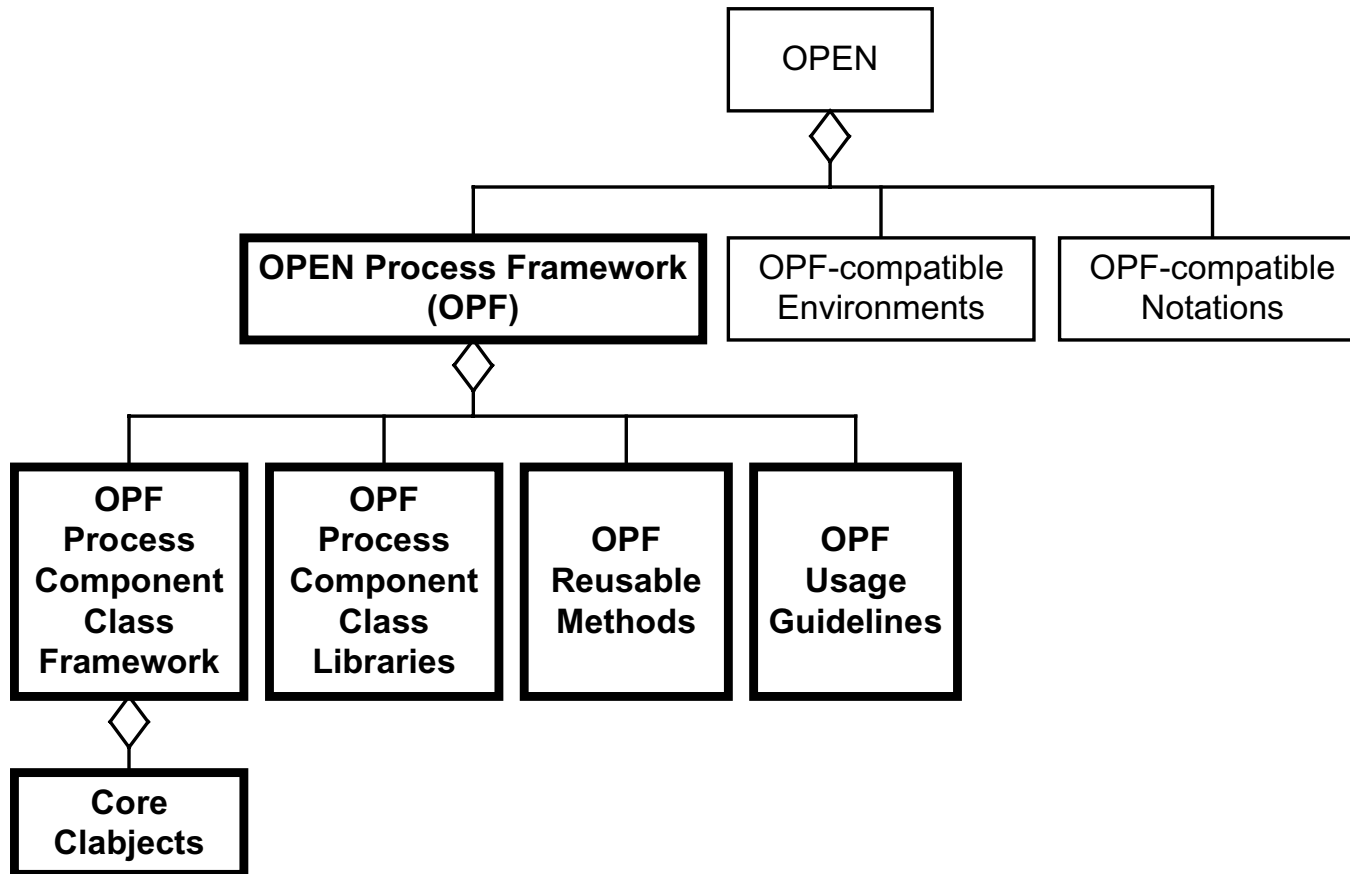 OPEN
OPEN Process Framework
(OPF)
OPF-compatible
Environments
OPF-compatible
Notations
OPF
Process
Component
Class
Framework
OPF
Process
Component
Class
Libraries
OPF
Reusable
Methods
OPF
Usage
Guidelines
Core
Clabjects